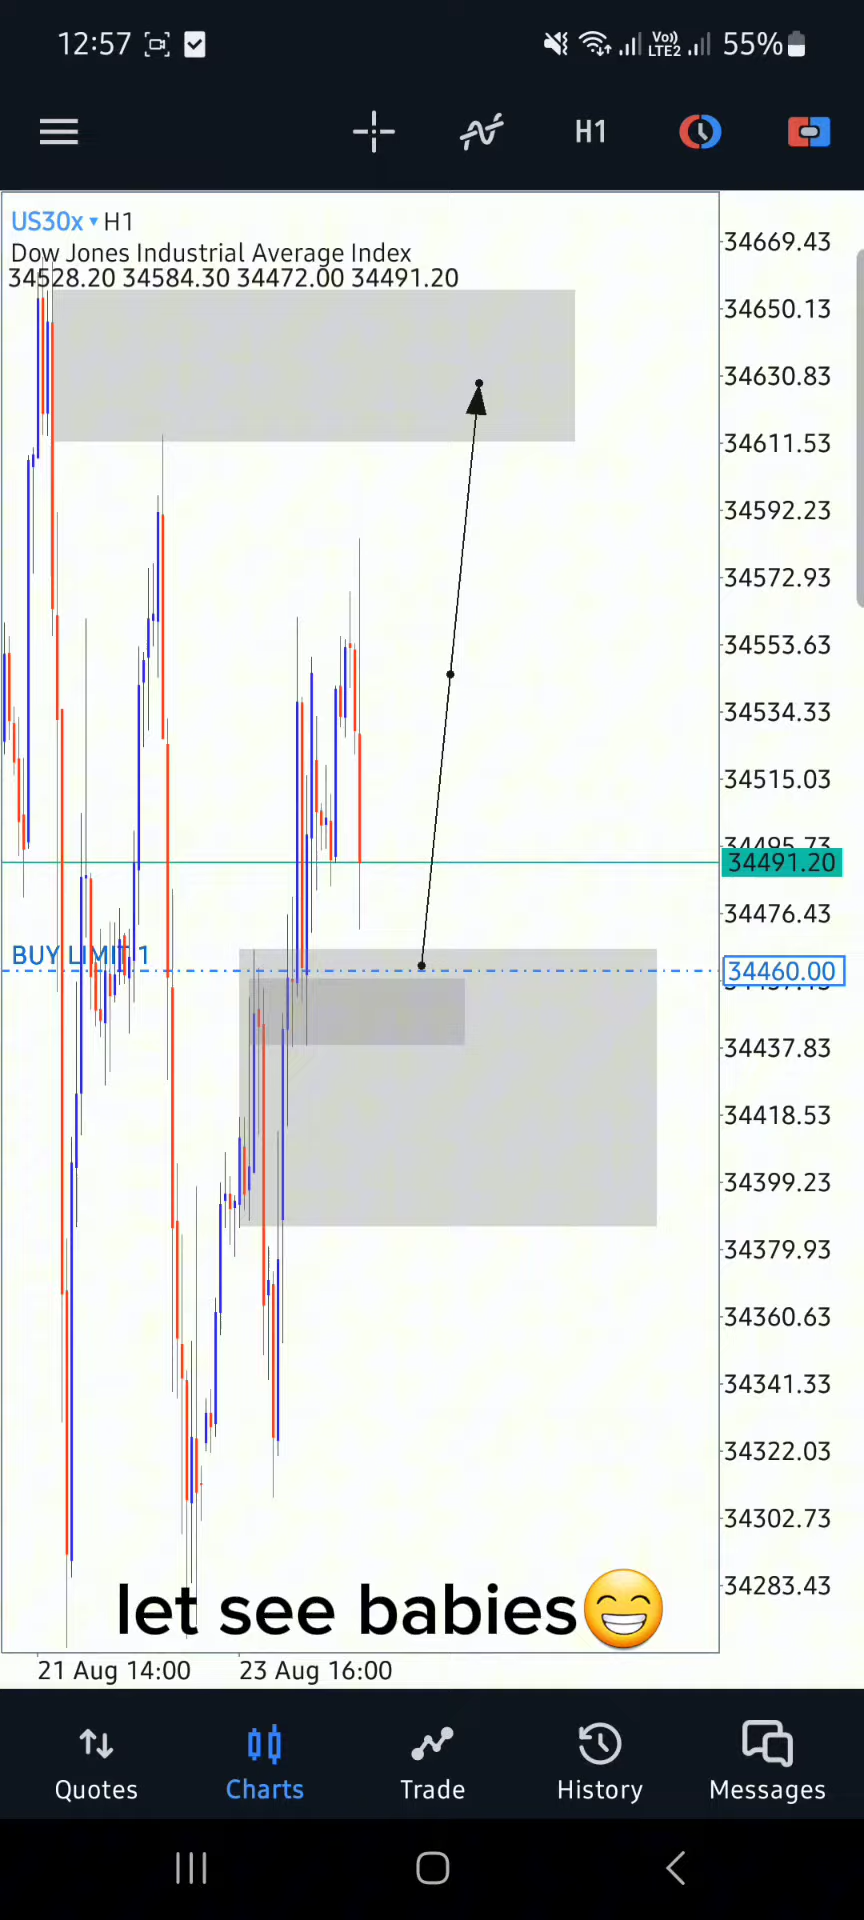 12:57 Vo)) LTE2 55%
H1
US30x ▾ H1
Dow Jones Industrial Average Index
34528.20 34584.30 34472.00 34491.20
34669.43
34650.13
34630.83
34611.53
34592.23
34572.93
34553.63
34534.33
34515.03
34495.73
34491.20
34476.43
BUY LIMIT 1
34460.00
34437.83
34418.53
34399.23
34379.93
34360.63
34341.33
34322.03
34302.73
34283.43
let see babies😁
21 Aug 14:00 23 Aug 16:00
Quotes Charts Trade History Messages